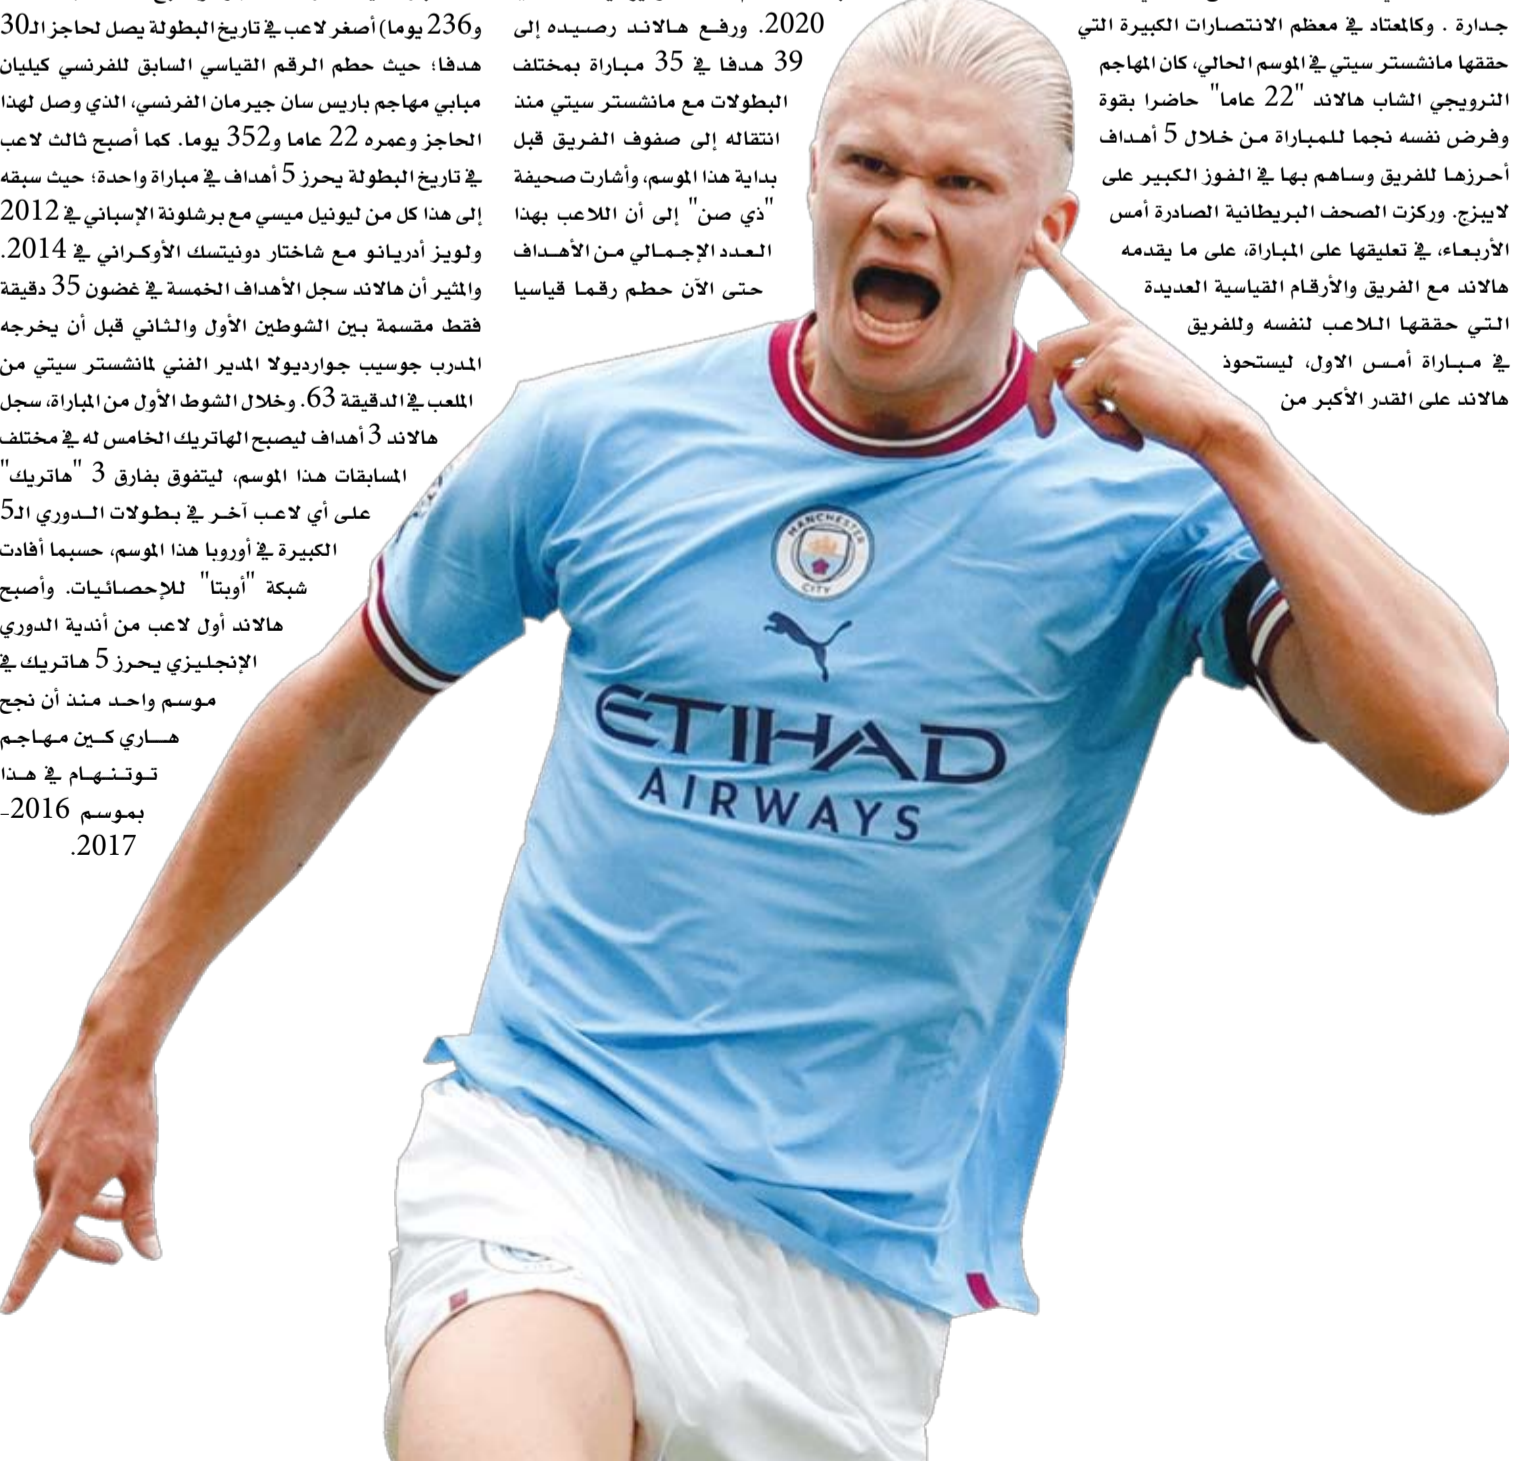 جدارة . وكالمعتاد في معظم الانتصارات الكبيرة التي
حققها مانشستر سيتي في الموسم الحالي، كان المهاجم
النرويجي الشاب هالاند "22 عاما" حاضرا بقوة
وفرض نفسه نجما للمباراة من خلال 5 أهداف
أحرزها للفريق وساهم بها في الفوز الكبير على
لايبزج. وركزت الصحف البريطانية الصادرة أمس
الأربعاء، في تعليقها على المباراة، على ما يقدمه
هالاند مع الفريق والأرقام القياسية العديدة
التي حققها اللاعب لنفسه وللفريق
في مباراة أمس الاول، ليستحوذ
هالاند على القدر الأكبر من
2020. ورفع هالاند رصيده إلى
39 هدفا في 35 مباراة بمختلف
البطولات مع مانشستر سيتي منذ
انتقاله إلى صفوف الفريق قبل
بداية هذا الموسم، وأشارت صحيفة
"ذي صن" إلى أن اللاعب بهذا
العدد الإجمالي من الأهداف
حتى الآن حطم رقما قياسيا
و236 يوما) أصغر لاعب في تاريخ البطولة يصل لحاجز الـ30
هدفا؛ حيث حطم الرقم القياسي السابق للفرنسي كيليان
مبابي مهاجم باريس سان جيرمان الفرنسي، الذي وصل لهذا
الحاجز وعمره 22 عاما و352 يوما. كما أصبح ثالث لاعب
في تاريخ البطولة يحرز 5 أهداف في مباراة واحدة؛ حيث سبقه
إلى هذا كل من ليونيل ميسي مع برشلونة الإسباني في 2012
ولويز أدريانو مع شاختار دونيتسك الأوكراني في 2014.
والمثير أن هالاند سجل الأهداف الخمسة في غضون 35 دقيقة
فقط مقسمة بين الشوطين الأول والثاني قبل أن يخرجه
المدرب جوسيب جوارديولا المدير الفني لمانشستر سيتي من
الملعب في الدقيقة 63. وخلال الشوط الأول من المباراة، سجل
هالاند 3 أهداف ليصبح الهاتريك الخامس له في مختلف
المسابقات هذا الموسم، ليتفوق بفارق 3 "هاتريك"
على أي لاعب آخر في بطولات الدوري الـ5
الكبيرة في أوروبا هذا الموسم، حسبما أفادت
شبكة "أوبتا" للإحصائيات. وأصبح
هالاند أول لاعب من أندية الدوري
الإنجليزي يحرز 5 هاتريك في
موسم واحد منذ أن نجح
هاري كين مهاجم
توتنهام في هذا
بموسم 2016-
2017.
MANCHESTER
CITY
ETIHAD
AIRWAYS